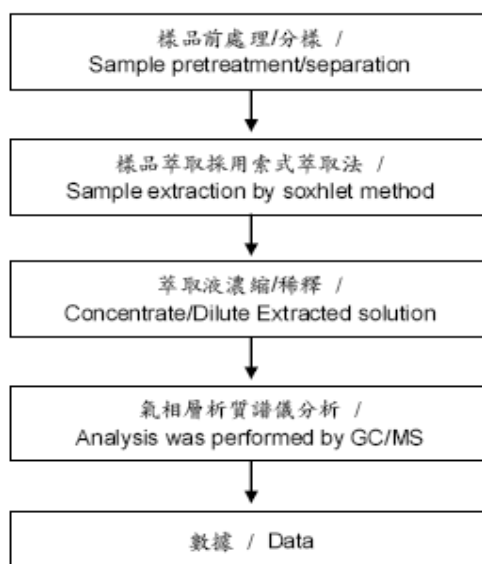 樣品前處理/分樣 /
Sample pretreatment/separation
樣品萃取採用索式萃取法 /
Sample extraction by soxhlet method
萃取液濃縮/稀釋 /
Concentrate/Dilute Extracted solution
氣相層析質譜儀分析 /
Analysis was performed by GC/MS
數據 / Data